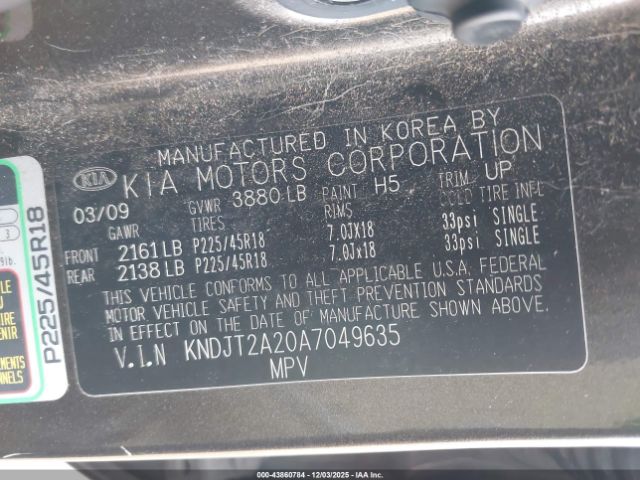 MANUFACTURED IN KOREA BY
KIA KIA MOTORS CORPORATION
03/09 GVWR 3880 LB PAINT H5 TRIM UP
GAWR TIRES RIMS COLD TIRE INFL
FRONT 2161 LB P225/45R18 7.0JX18 33psi SINGLE
REAR 2138 LB P225/45R18 7.0Jx18 33psi SINGLE
THIS VEHICLE CONFORMS TO ALL APPLICABLE U.S.A. FEDERAL
MOTOR VEHICLE SAFETY AND THEFT PREVENTION STANDARDS
IN EFFECT ON THE DATE OF MANUFACTURE SHOWN ABOVE.
V.I.N KNDJT2A20A7049635
MPV
P225/45R18
3
000-43860784 - 12/03/2025 - IAAI.COM